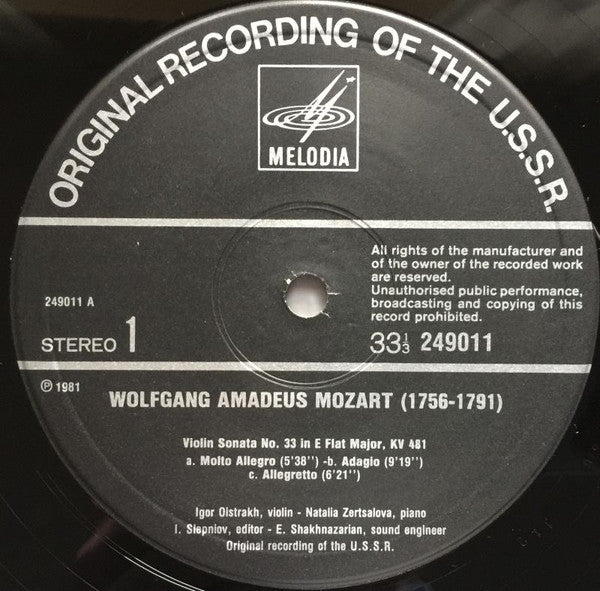 ORIGINAL RECORDING OF THE U.S.S.R.
MELODIA
All rights of the manufacturer and
of the owner of the recorded work
are reserved.
Unauthorised public performance,
broadcasting and copying of this
record prohibited.
249011 A
STEREO 1
33⅓ 249011
℗ 1981
WOLFGANG AMADEUS MOZART (1756-1791)
Violin Sonata No. 33 in E Flat Major, KV 481
a. Molto Allegro (5'38'') -b. Adagio (9'19'')
c. Allegretto (6'21'')
Igor Oistrakh, violin - Natalia Zertsalova, piano
I. Slepniov, editor - E. Shakhnazarian, sound engineer
Original recording of the U.S.S.R.